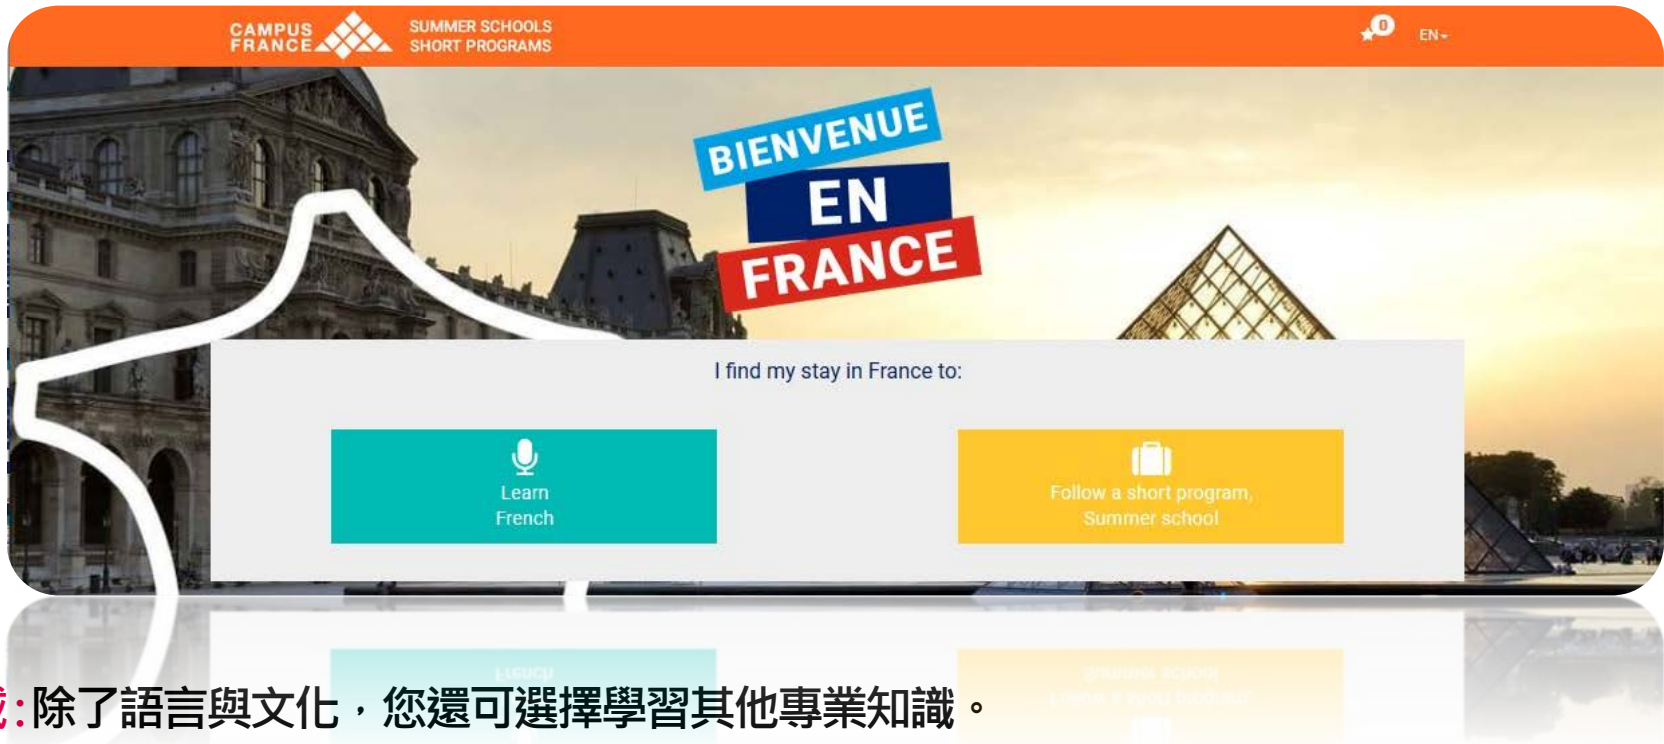 CAMPUS
FRANCE
SUMMER SCHOOLS
SHORT PROGRAMS
0
EN
BIENVENUE
EN
FRANCE
I find my stay in France to:
Learn
French
Follow a short program,
Summer school
:除了語言與文化，您還可選擇學習其他專業知識。